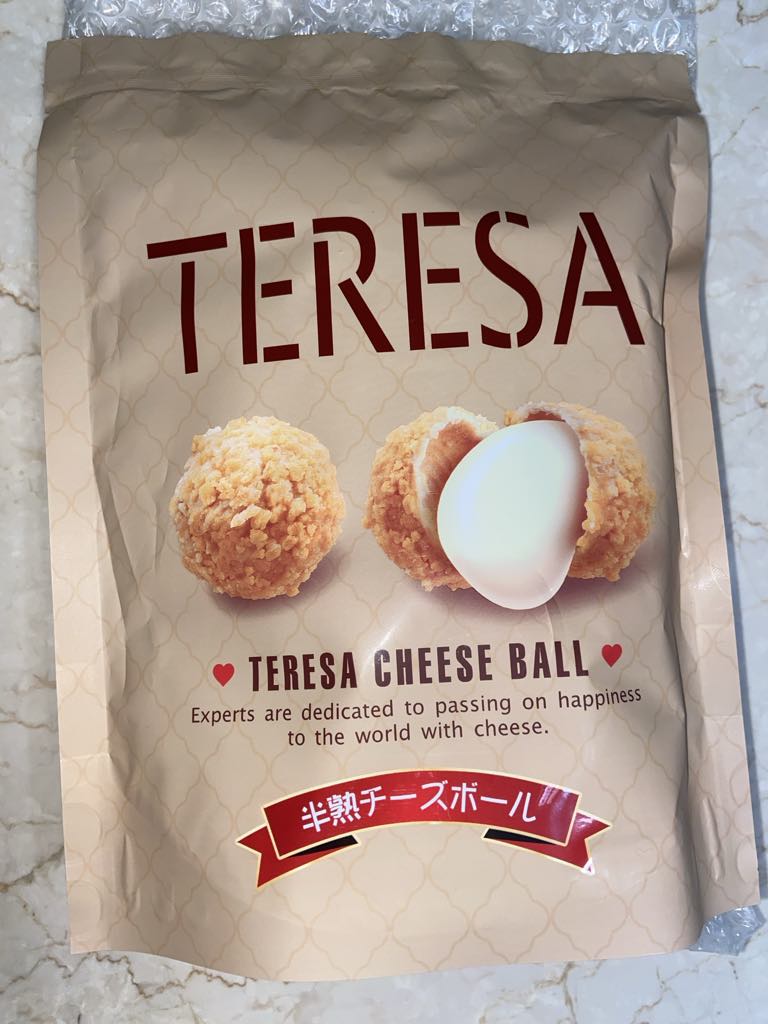 TERESA
TERESA CHEESE BALL
Experts are dedicated to passing on happiness
to the world with cheese.
半熟チーズボール